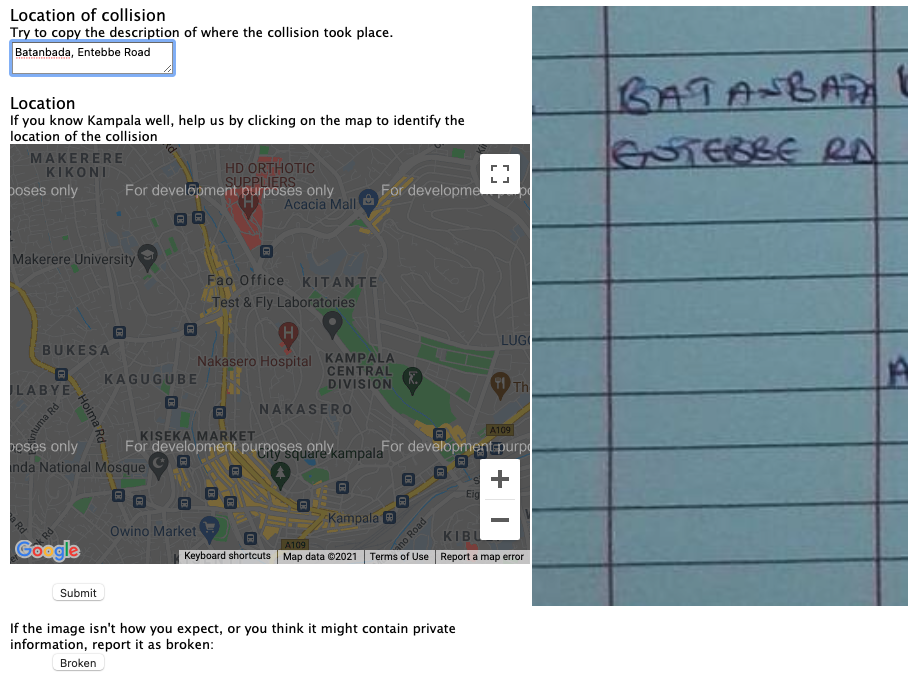 Location of collision
Try to copy the description of where the collision took place.
Batanbada, Entebbe Road
Location
If you know Kampala well, help us by clicking on the map to identify the
location of the collision
MAKERERE
KIKONI
HD ORTHOTIC
SUPPLIERS
poses only
For development purposes only
For development purpo
Acacia Mall
Makerere University
Fao Office
KITANTE
Test & Fly Laboratories
LUGO
BUKESA
Nakasero Hospital
KAMPALA
CENTRAL
DIVISION
KAGUGUBE
ULABYE
Th
Hoima Rd
NAKASERO
A109
KISEKA MARKET
poses only
For development purposes only
For development purpo
City square kampala
nda National Mosque
Owino Market
Kampala
A109
KIBU
Google
Keyboard shortcuts
Map data ©2021
Terms of Use
Report a map error
Submit
If the image isn't how you expect, or you think it might contain private
information, report it as broken:
Broken
BATANBADA
ENTEBBE RD
A